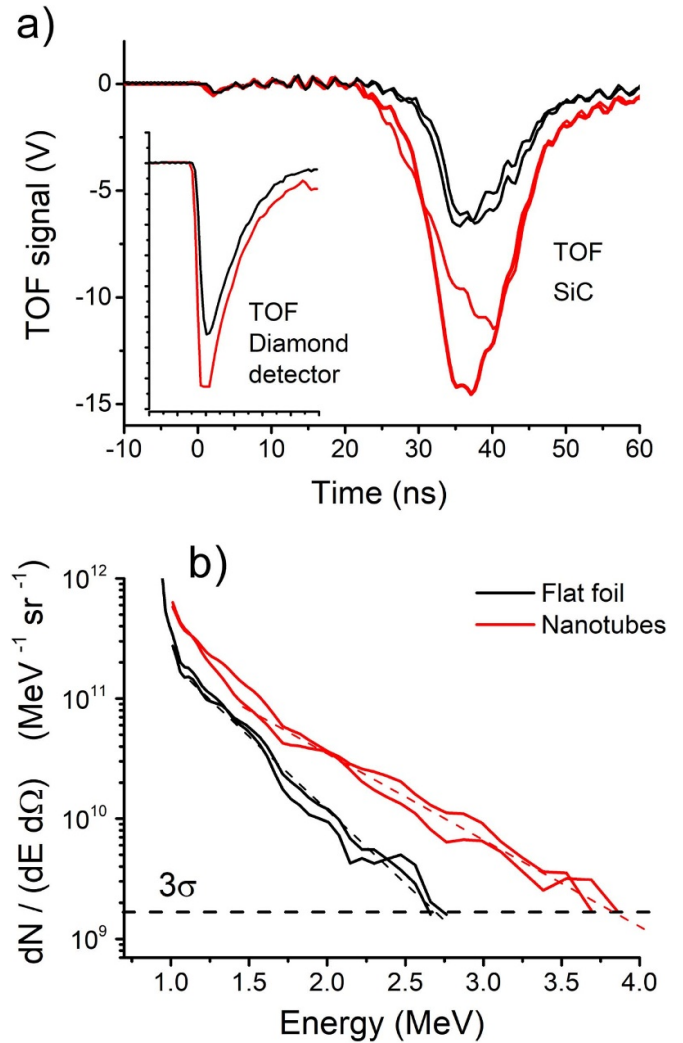 a)
0
-5
-10
-15
TOF signal (V)
TOF
Diamond
detector
TOF
SiC
-10 0 10 20 30 40 50 60
Time (ns)
b)
10¹²
10¹¹
10¹⁰
10⁹
dN / (dE dΩ) (MeV⁻¹ sr⁻¹)
Flat foil
Nanotubes
3σ
1.0 1.5 2.0 2.5 3.0 3.5 4.0
Energy (MeV)